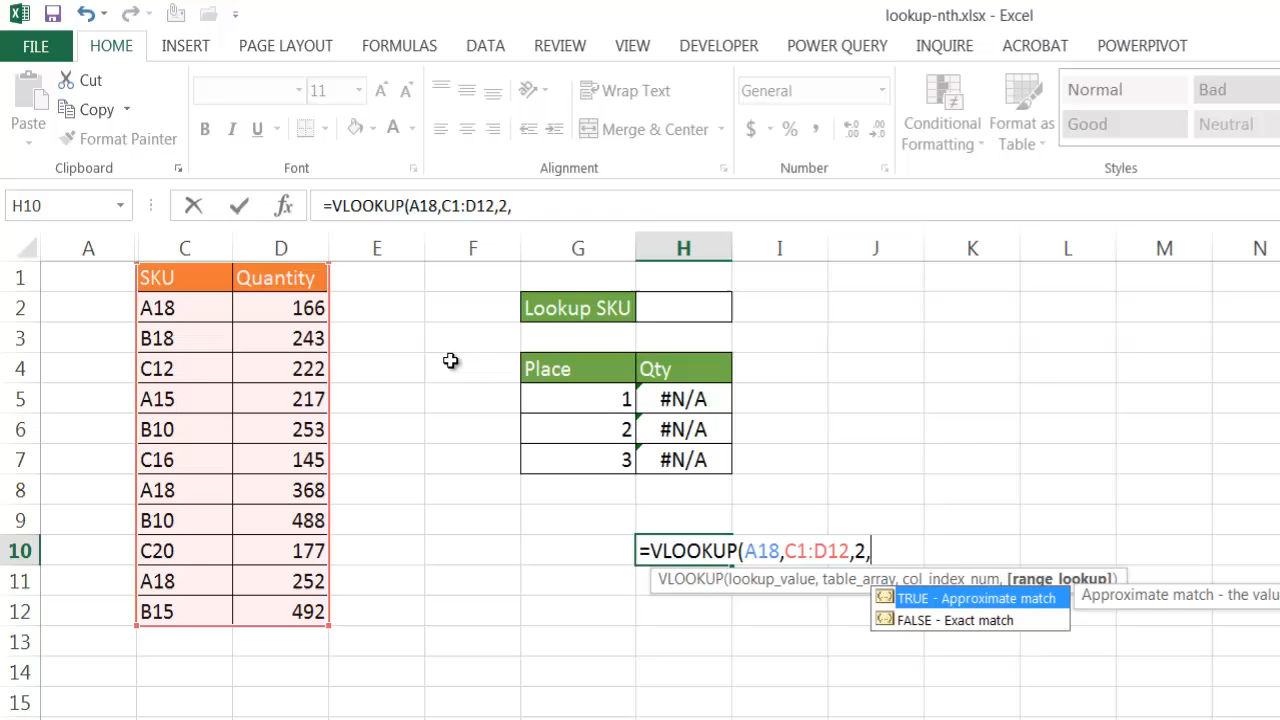 lookup-nth.xlsx - Excel
FILE HOME INSERT PAGE LAYOUT FORMULAS DATA REVIEW VIEW DEVELOPER POWER QUERY INQUIRE ACROBAT POWERPIVOT
Paste
Cut
Copy
Format Painter
Clipboard
11 A A
B I U A
Font
Wrap Text
Merge & Center
Alignment
General
$ % ,
Number
Conditional Formatting
Format as Table
Normal Bad
Good Neutral
Styles
H10 fx =VLOOKUP(A18,C1:D12,2,
A C D E F G H I J K L M N
1 SKU Quantity
2 A18 166 Lookup SKU
3 B18 243
4 C12 222 Place Qty
5 A15 217 1 #N/A
6 B10 253 2 #N/A
7 C16 145 3 #N/A
8 A18 368
9 B10 488
10 C20 177 =VLOOKUP(A18,C1:D12,2,
11 A18 252 VLOOKUP(lookup_value, table_array, col_index_num, [range_lookup])
TRUE - Approximate match Approximate match - the valu
12 B15 492 FALSE - Exact match
13
14
15